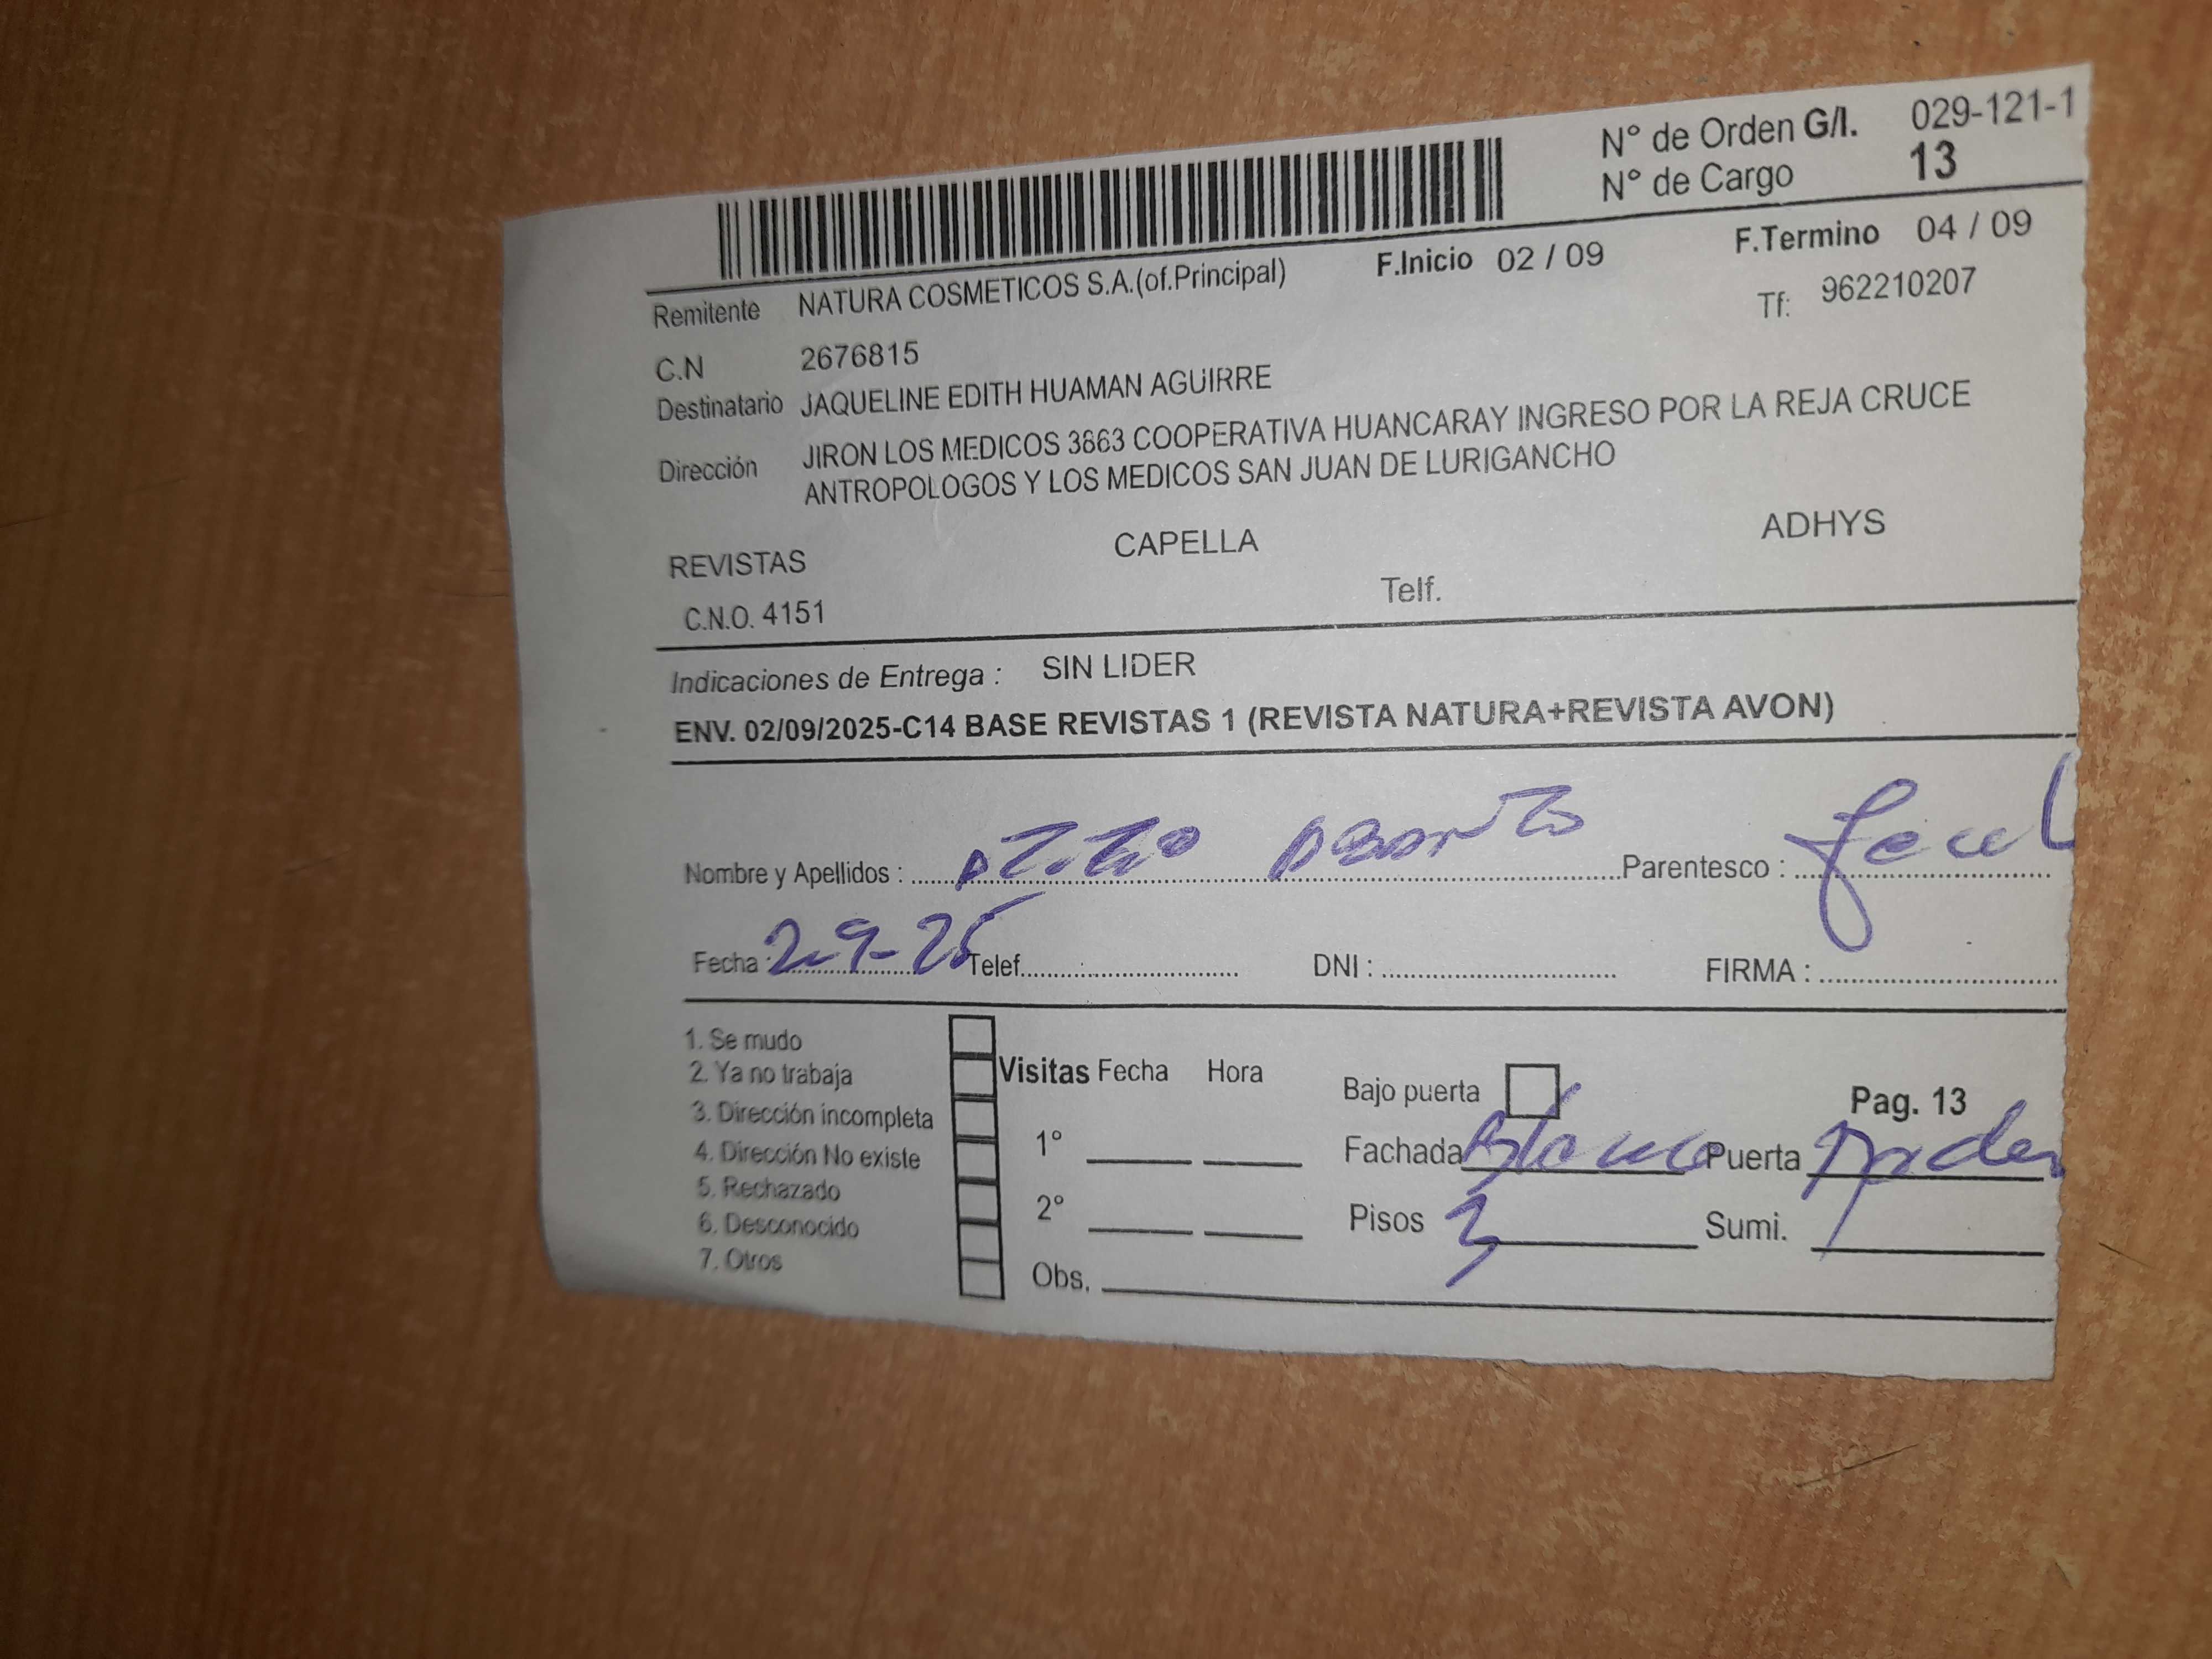 N° de Orden G/I. 029-121-1
N° de Cargo 13
F.Inicio 02 / 09 F.Termino 04 / 09
Remitente NATURA COSMETICOS S.A.(of.Principal) Tf: 962210207
C.N 2676815
Destinatario JAQUELINE EDITH HUAMAN AGUIRRE
Dirección JIRON LOS MEDICOS 3663 COOPERATIVA HUANCARAY INGRESO POR LA REJA CRUCE
ANTROPOLOGOS Y LOS MEDICOS SAN JUAN DE LURIGANCHO
REVISTAS CAPELLA ADHYS
C.N.O. 4151 Telf.
Indicaciones de Entrega : SIN LIDER
ENV. 02/09/2025-C14 BASE REVISTAS 1 (REVISTA NATURA+REVISTA AVON)
Nombre y Apellidos : Parentesco :
Fecha : 2-9-25 Telef. DNI : FIRMA :
1. Se mudo
2. Ya no trabaja Visitas Fecha Hora Bajo puerta Pag. 13
3. Dirección incompleta
4. Dirección No existe 1° Fachada Puerta
5. Rechazado
6. Desconocido 2° Pisos 3 Sumi.
7. Otros Obs.